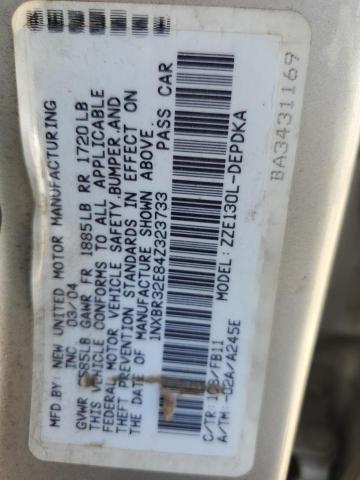 MFD. BY: NEW UNITED MOTOR MANUFACTURING
INC 03/04
GVWR 3585LB GAWR FR 1885LB RR 1720LB
THIS VEHICLE CONFORMS TO ALL APPLICABLE
FEDERAL MOTOR VEHICLE SAFETY,BUMPER,AND
THEFT PREVENTION STANDARDS IN EFFECT ON
THE DATE OF MANUFACTURE SHOWN ABOVE.
1NXBR32E84Z323733 PASS CAR
MODEL: ZZE130L-DEPDKA
C/TR: /FB11
A/TM: -02A/A245E
BA3431169